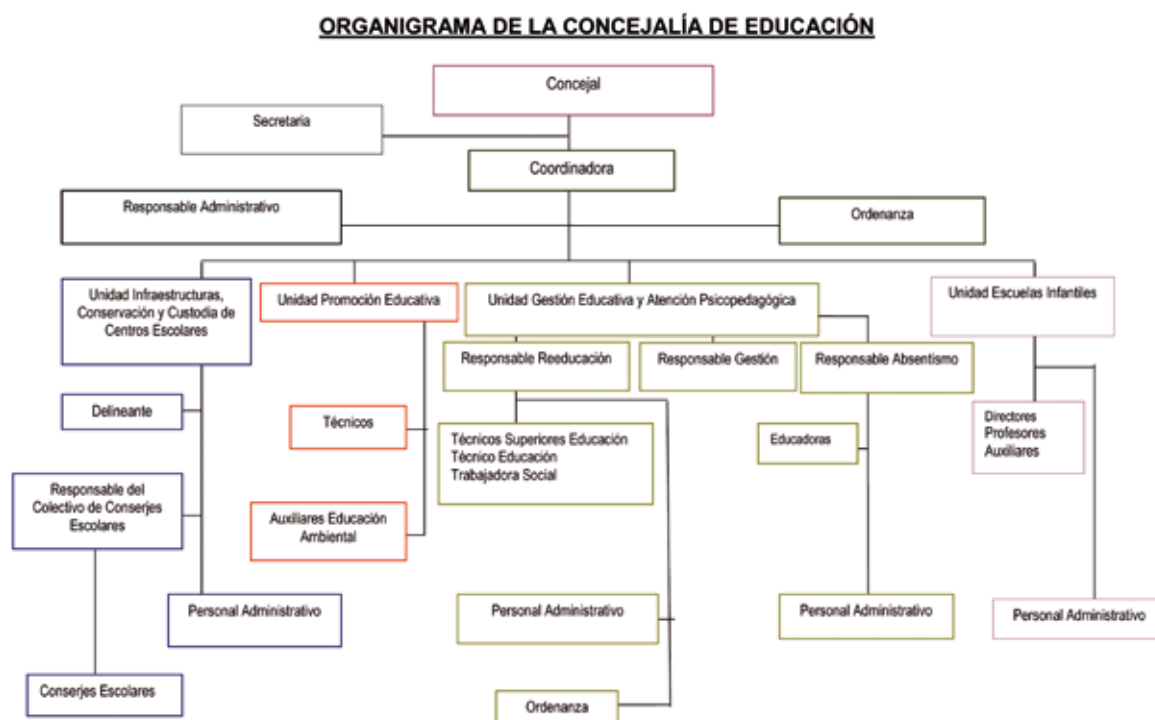 ORGANIGRAMA DE LA CONCEJALÍA DE EDUCACIÓN
Concejal
Secretaria
Coordinadora
Responsable Administrativo
Ordenanza
Unidad Infraestructuras,
Conservación y Custodia de
Centros Escolares
Unidad Promoción Educativa
Unidad Gestión Educativa y Atención Psicopedagógica
Unidad Escuelas Infantiles
Responsable Reeducación
Responsable Gestión
Responsable Absentismo
Delineante
Técnicos
Técnicos Superiores Educación
Técnico Educación
Trabajadora Social
Educadoras
Directores
Profesores
Auxiliares
Responsable del
Colectivo de Conserjes
Escolares
Auxiliares Educación
Ambiental
Personal Administrativo
Personal Administrativo
Personal Administrativo
Personal Administrativo
Conserjes Escolares
Ordenanza